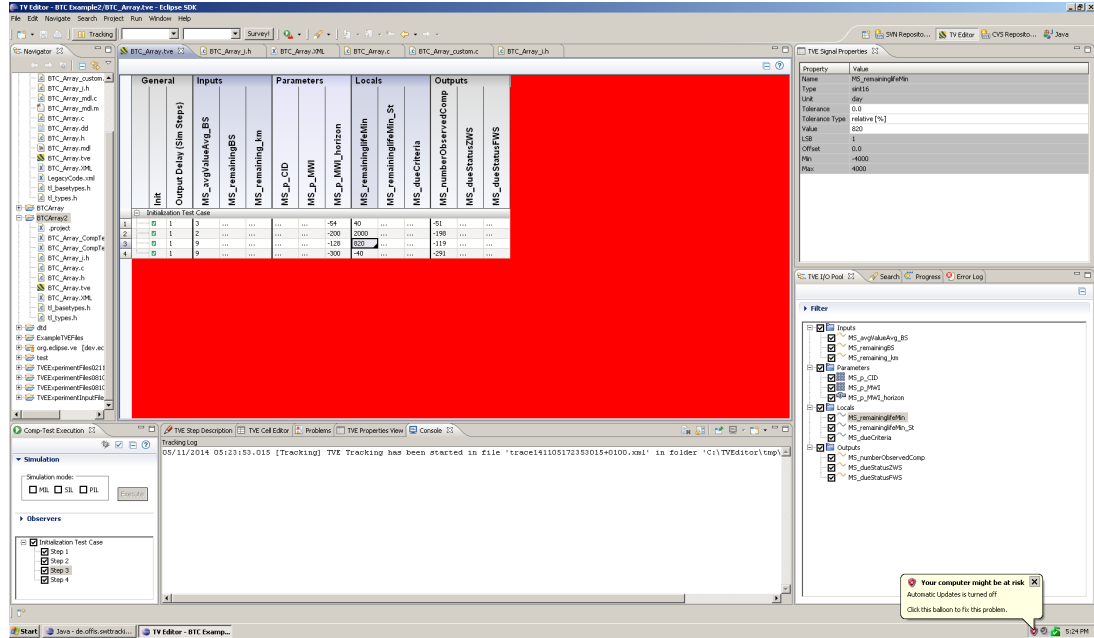 TV Editor - BTC Example2/BTC_Array.tve - Eclipse SDK
File Edit Navigate Search Project Run Window Help
Tracking
Survey!
SVN Reposito... TV Editor CVS Reposito... Java
Navigator
BTC_Array_custom.
BTC_Array_i.h
BTC_Array_mdl.c
BTC_Array_mdl.m
BTC_Array.c
BTC_Array.dd
BTC_Array.h
BTC_Array.mdl
BTC_Array.tve
BTC_Array.XML
LegacyCode.xml
tl_basetypes.h
tl_types.h
BTCArray
BTCArray2
.project
BTC_Array_CompTe
BTC_Array_CompTe
BTC_Array_i.h
BTC_Array.c
BTC_Array.h
BTC_Array.tve
BTC_Array.XML
tl_basetypes.h
tl_types.h
dtd
ExampleTVEFiles
org.eclipse.ve [dev.ec
test
TVEExperimentFiles0211
TVEExperimentFiles081(
TVEExperimentFiles081(
TVEExperimentInputFile_
BTC_Array.tve BTC_Array_i.h BTC_Array.XML BTC_Array.c BTC_Array_custom.c BTC_Array_i.h
General Inputs Parameters Locals Outputs
Init
Output Delay (Sim Steps)
MS_avgValueAvg_BS
MS_remainingBS
MS_remaining_km
MS_p_CID
MS_p_MWI
MS_p_MWI_horizon
MS_remaininglifeMin
MS_remaininglifeMin_St
MS_dueCriteria
MS_numberObservedComp
MS_dueStatusZWS
MS_dueStatusFWS
Initialization Test Case
1 1 3 ... ... ... ... -54 40 ... ... -51 ... ...
2 1 2 ... ... ... ... -200 2000 ... ... -198 ... ...
3 1 9 ... ... ... ... -128 820 ... ... -119 ... ...
4 1 9 ... ... ... ... -300 -40 ... ... -291 ... ...
TVE Signal Properties
Property Value
Name MS_remaininglifeMin
Type sint16
Unit day
Tolerance 0.0
Tolerance Type relative [%]
Value 820
LSB 1
Offset 0.0
Min -4000
Max 4000
TVE I/O Pool Search Progress Error Log
Filter
Inputs
MS_avgValueAvg_BS
MS_remainingBS
MS_remaining_km
Parameters
MS_p_CID
MS_p_MWI
MS_p_MWI_horizon
Locals
MS_remaininglifeMin
MS_remaininglifeMin_St
MS_dueCriteria
Outputs
MS_numberObservedComp
MS_dueStatusZWS
MS_dueStatusFWS
Comp-Test Execution
Simulation
Simulation mode:
MIL SIL PIL
Execute
Observers
Initialization Test Case
Step 1
Step 2
Step 3
Step 4
TVE Step Description TVE Cell Editor Problems TVE Properties View Console
Tracking Log
05/11/2014 05:23:53.015 [Tracking] TVE Tracking has been started in file 'trace141105172353015+0100.xml' in folder 'C:\TVEditor\tmp\
Your computer might be at risk
Automatic Updates is turned off
Click this balloon to fix this problem.
Start Java - de.offis.swttracki... TV Editor - BTC Examp... 5:24 PM